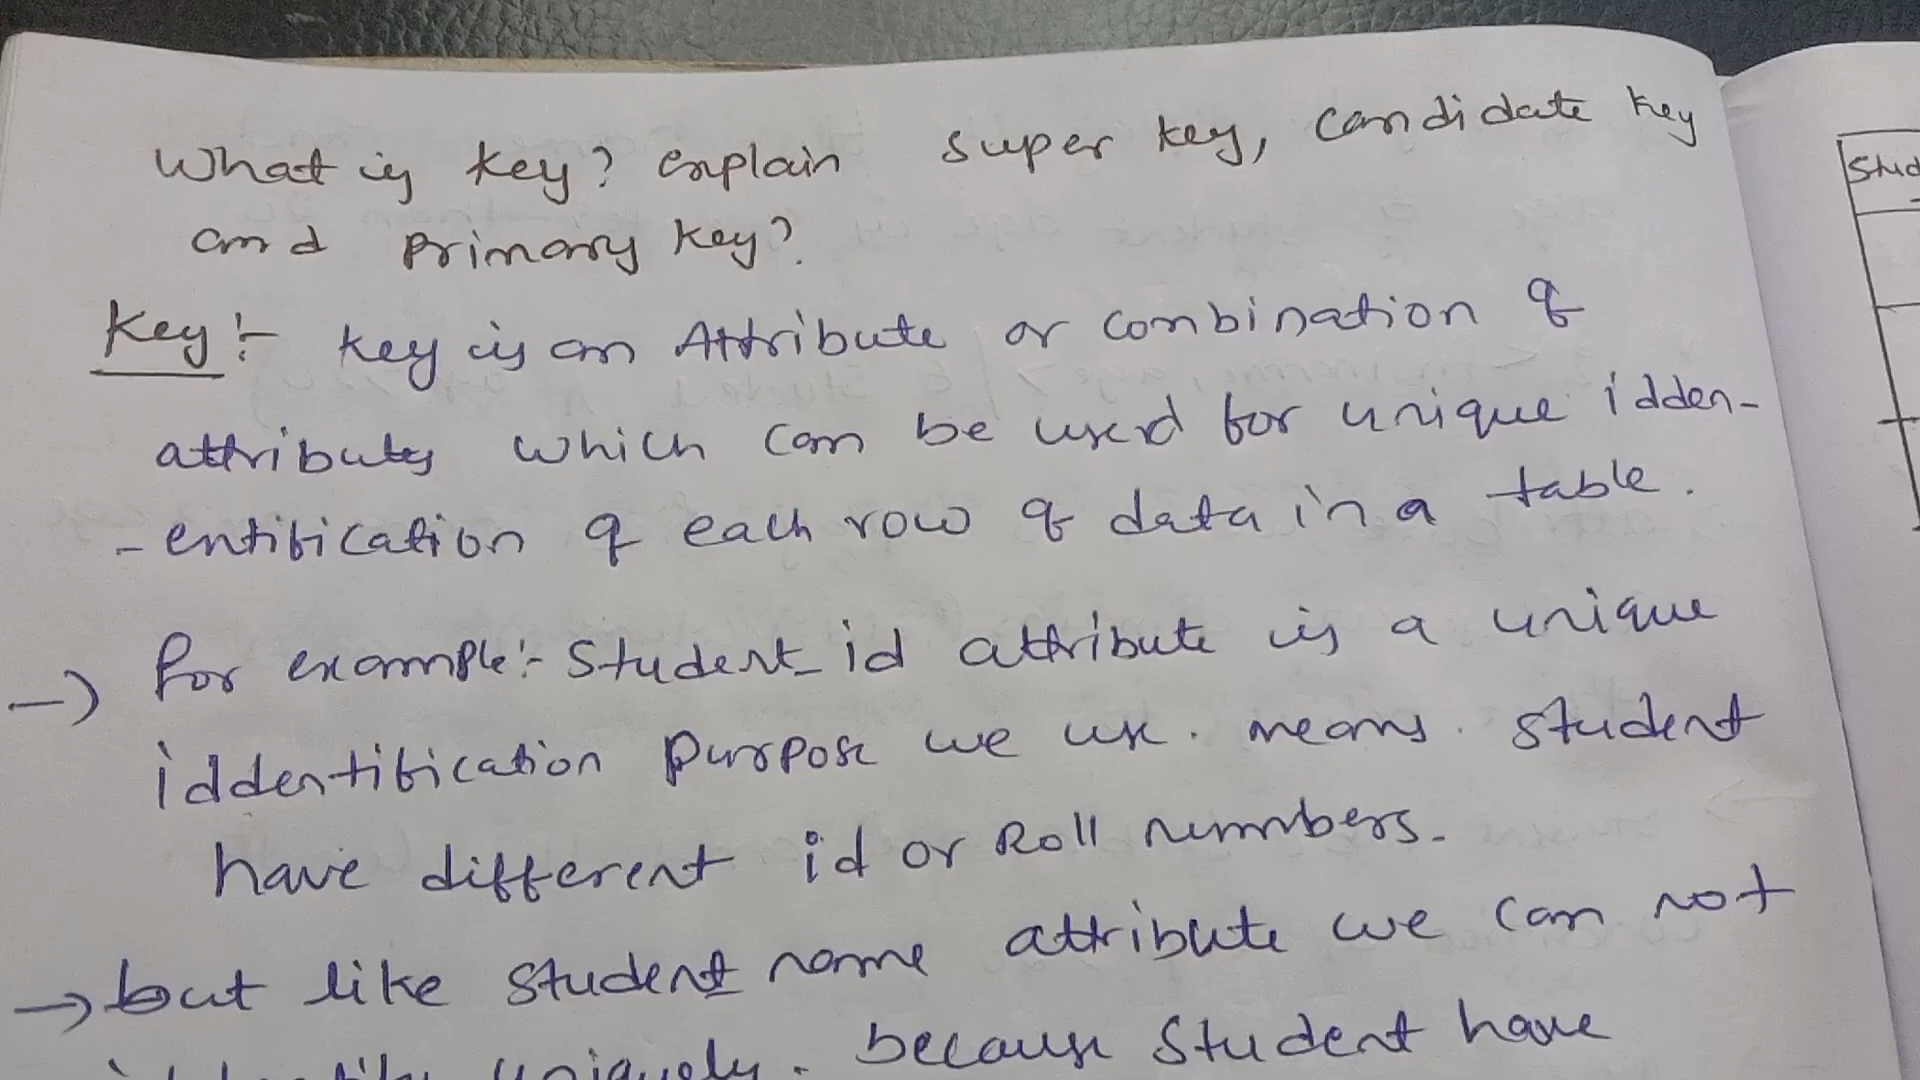 What is key? explain super key, candidate key
and primary key?
Key:- key is an Attribute or combination of
attributes which can be used for unique idden-
-entification of each row of data in a table.
-> for example:- Student_id attribute is a unique
iddentification purpose we use. means. student
have different id or Roll numbers.
-> but like student name attribute we can not
uniquely. because student have
Stud